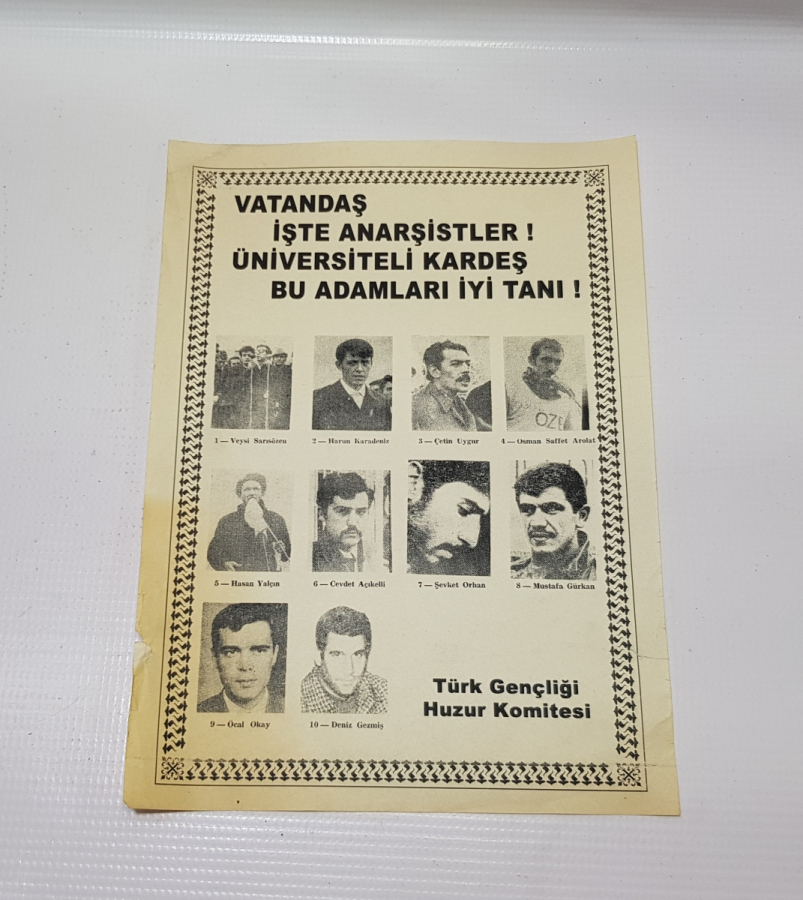 VATANDAŞ
İŞTE ANARŞİSTLER !
ÜNİVERSİTELİ KARDEŞ
BU ADAMLARI İYİ TANI !
1 — Veysi Sarısözen 2 — Harun Karadeniz 3 — Çetin Uygur 4 — Osman Saffet Arolat
ÖZ
5 — Hasan Yalçın 6 — Cevdet Açıkelli 7 — Şevket Orhan 8 — Mustafa Gürkan
9 — Öcal Okay 10 — Deniz Gezmiş
Türk Gençliği
Huzur Komitesi